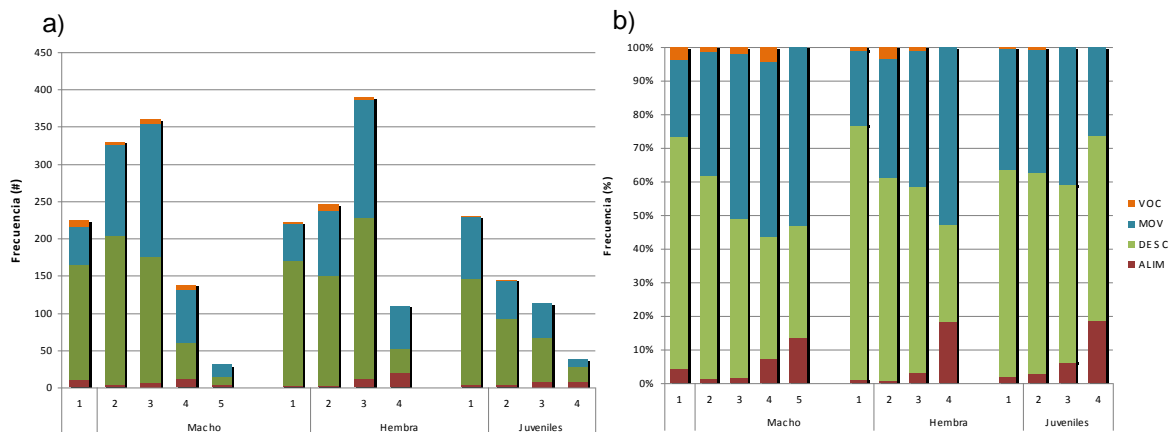 a)
450
400
350
300
250
200
150
100
50
0
Frecuencia (#)
1 2 3 4 5 1 2 3 4 1 2 3 4
Macho Hembra Juveniles
b)
100%
90%
80%
70%
60%
50%
40%
30%
20%
10%
0%
Frecuencia (%)
1 2 3 4 5 1 2 3 4 1 2 3 4
Macho Hembra Juveniles
VOC
MOV
DESC
ALIM